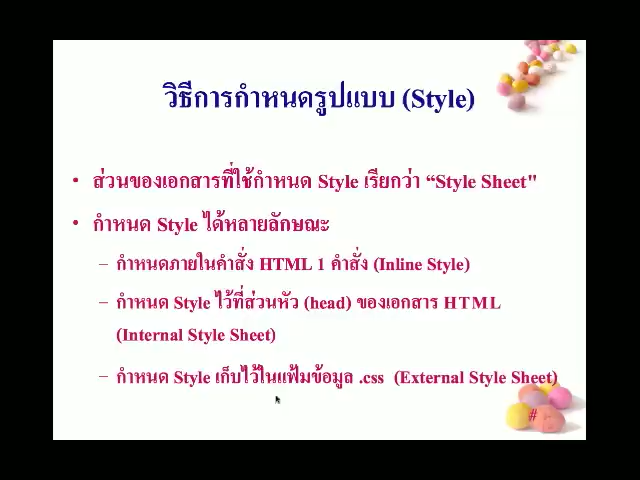 วิธีการกำหนดรูปแบบ (Style)
• ส่วนของเอกสารที่ใช้กำหนด Style เรียกว่า “Style Sheet"
• กำหนด Style ได้หลายลักษณะ
– กำหนดภายในคำสั่ง HTML 1 คำสั่ง (Inline Style)
– กำหนด Style ไว้ที่ส่วนหัว (head) ของเอกสาร HTML
(Internal Style Sheet)
– กำหนด Style เก็บไว้ในแฟ้มข้อมูล .css (External Style Sheet)
#